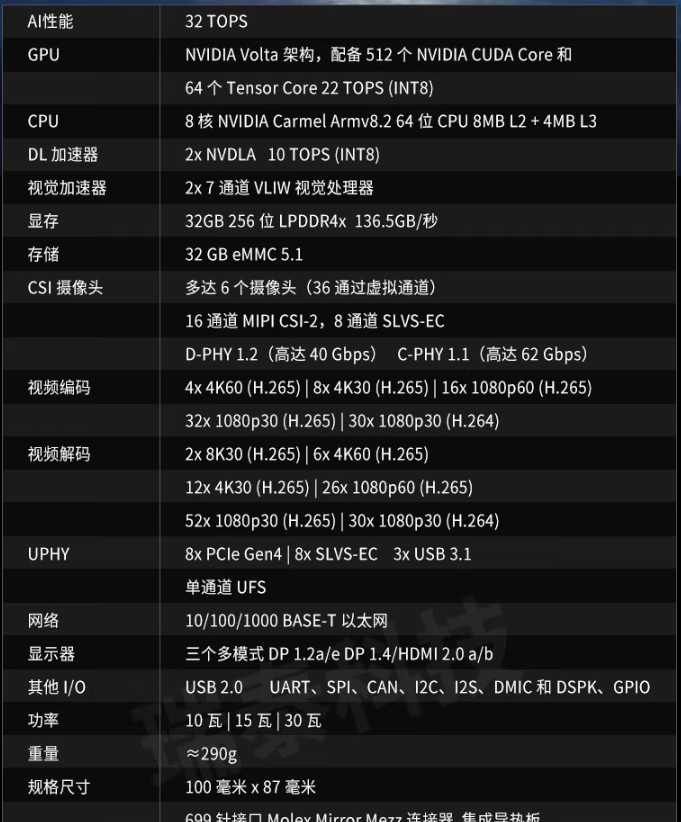 AI性能 32 TOPS
GPU NVIDIA Volta 架构，配备 512 个 NVIDIA CUDA Core 和
64 个 Tensor Core 22 TOPS (INT8)
CPU 8 核 NVIDIA Carmel Armv8.2 64 位 CPU 8MB L2 + 4MB L3
DL 加速器 2x NVDLA 10 TOPS (INT8)
视觉加速器 2x 7 通道 VLIW 视觉处理器
显存 32GB 256 位 LPDDR4x 136.5GB/秒
存储 32 GB eMMC 5.1
CSI 摄像头 多达 6 个摄像头（36 通过虚拟通道）
16 通道 MIPI CSI-2，8 通道 SLVS-EC
D-PHY 1.2（高达 40 Gbps） C-PHY 1.1（高达 62 Gbps）
视频编码 4x 4K60 (H.265) | 8x 4K30 (H.265) | 16x 1080p60 (H.265)
32x 1080p30 (H.265) | 30x 1080p30 (H.264)
视频解码 2x 8K30 (H.265) | 6x 4K60 (H.265)
12x 4K30 (H.265) | 26x 1080p60 (H.265)
52x 1080p30 (H.265) | 30x 1080p30 (H.264)
UPHY 8x PCIe Gen4 | 8x SLVS-EC 3x USB 3.1
单通道 UFS
网络 10/100/1000 BASE-T 以太网
显示器 三个多模式 DP 1.2a/e DP 1.4/HDMI 2.0 a/b
其他 I/O USB 2.0 UART、SPI、CAN、I2C、I2S、DMIC 和 DSPK、GPIO
功率 10 瓦 | 15 瓦 | 30 瓦
重量 ≈290g
规格尺寸 100 毫米 x 87 毫米
699 针接口 Molex Mirror Mezz 连接器 集成导热板
瑞泰科技